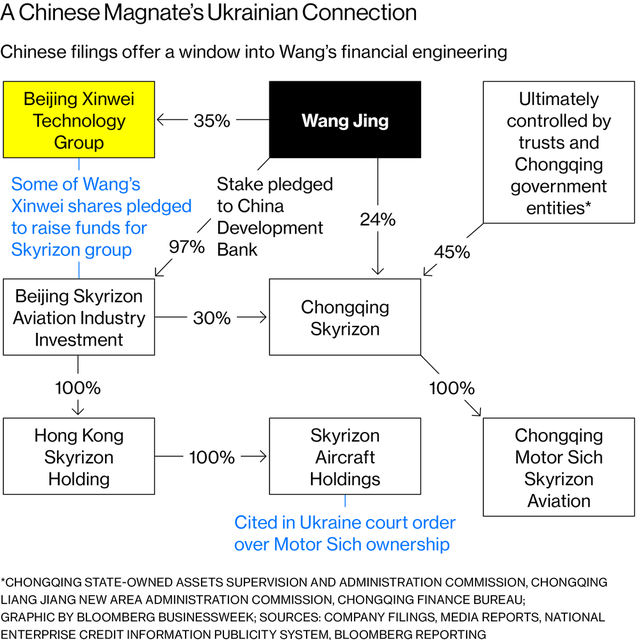 A Chinese Magnate's Ukrainian Connection
Chinese filings offer a window into Wang's financial engineering
Beijing Xinwei
Technology
Group
35%
Wang Jing
Ultimately
controlled by
trusts and
Chongqing
government
entities*
Some of Wang's
Xinwei shares pledged
to raise funds for
Skyrizon group
Stake pledged
to China
Development
Bank
97%
24%
45%
Beijing Skyrizon
Aviation Industry
Investment
30%
Chongqing
Skyrizon
100%
100%
Hong Kong
Skyrizon
Holding
100%
Skyrizon
Aircraft
Holdings
Chongqing
Motor Sich
Skyrizon
Aviation
Cited in Ukraine court order
over Motor Sich ownership
*CHONGQING STATE-OWNED ASSETS SUPERVISION AND ADMINISTRATION COMMISSION, CHONGQING
LIANG JIANG NEW AREA ADMINISTRATION COMMISSION, CHONGQING FINANCE BUREAU;
GRAPHIC BY BLOOMBERG BUSINESSWEEK; SOURCES: COMPANY FILINGS, MEDIA REPORTS, NATIONAL
ENTERPRISE CREDIT INFORMATION PUBLICITY SYSTEM, BLOOMBERG REPORTING